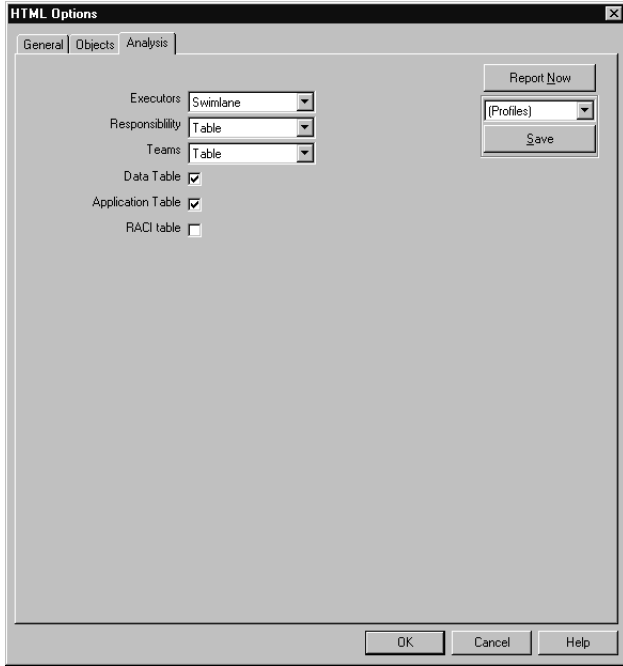 HTML Options
General Objects Analysis
Report Now
Executors Swimlane
(Profiles)
Responsiblility Table
Save
Teams Table
Data Table
Application Table
RACI table
OK Cancel Help